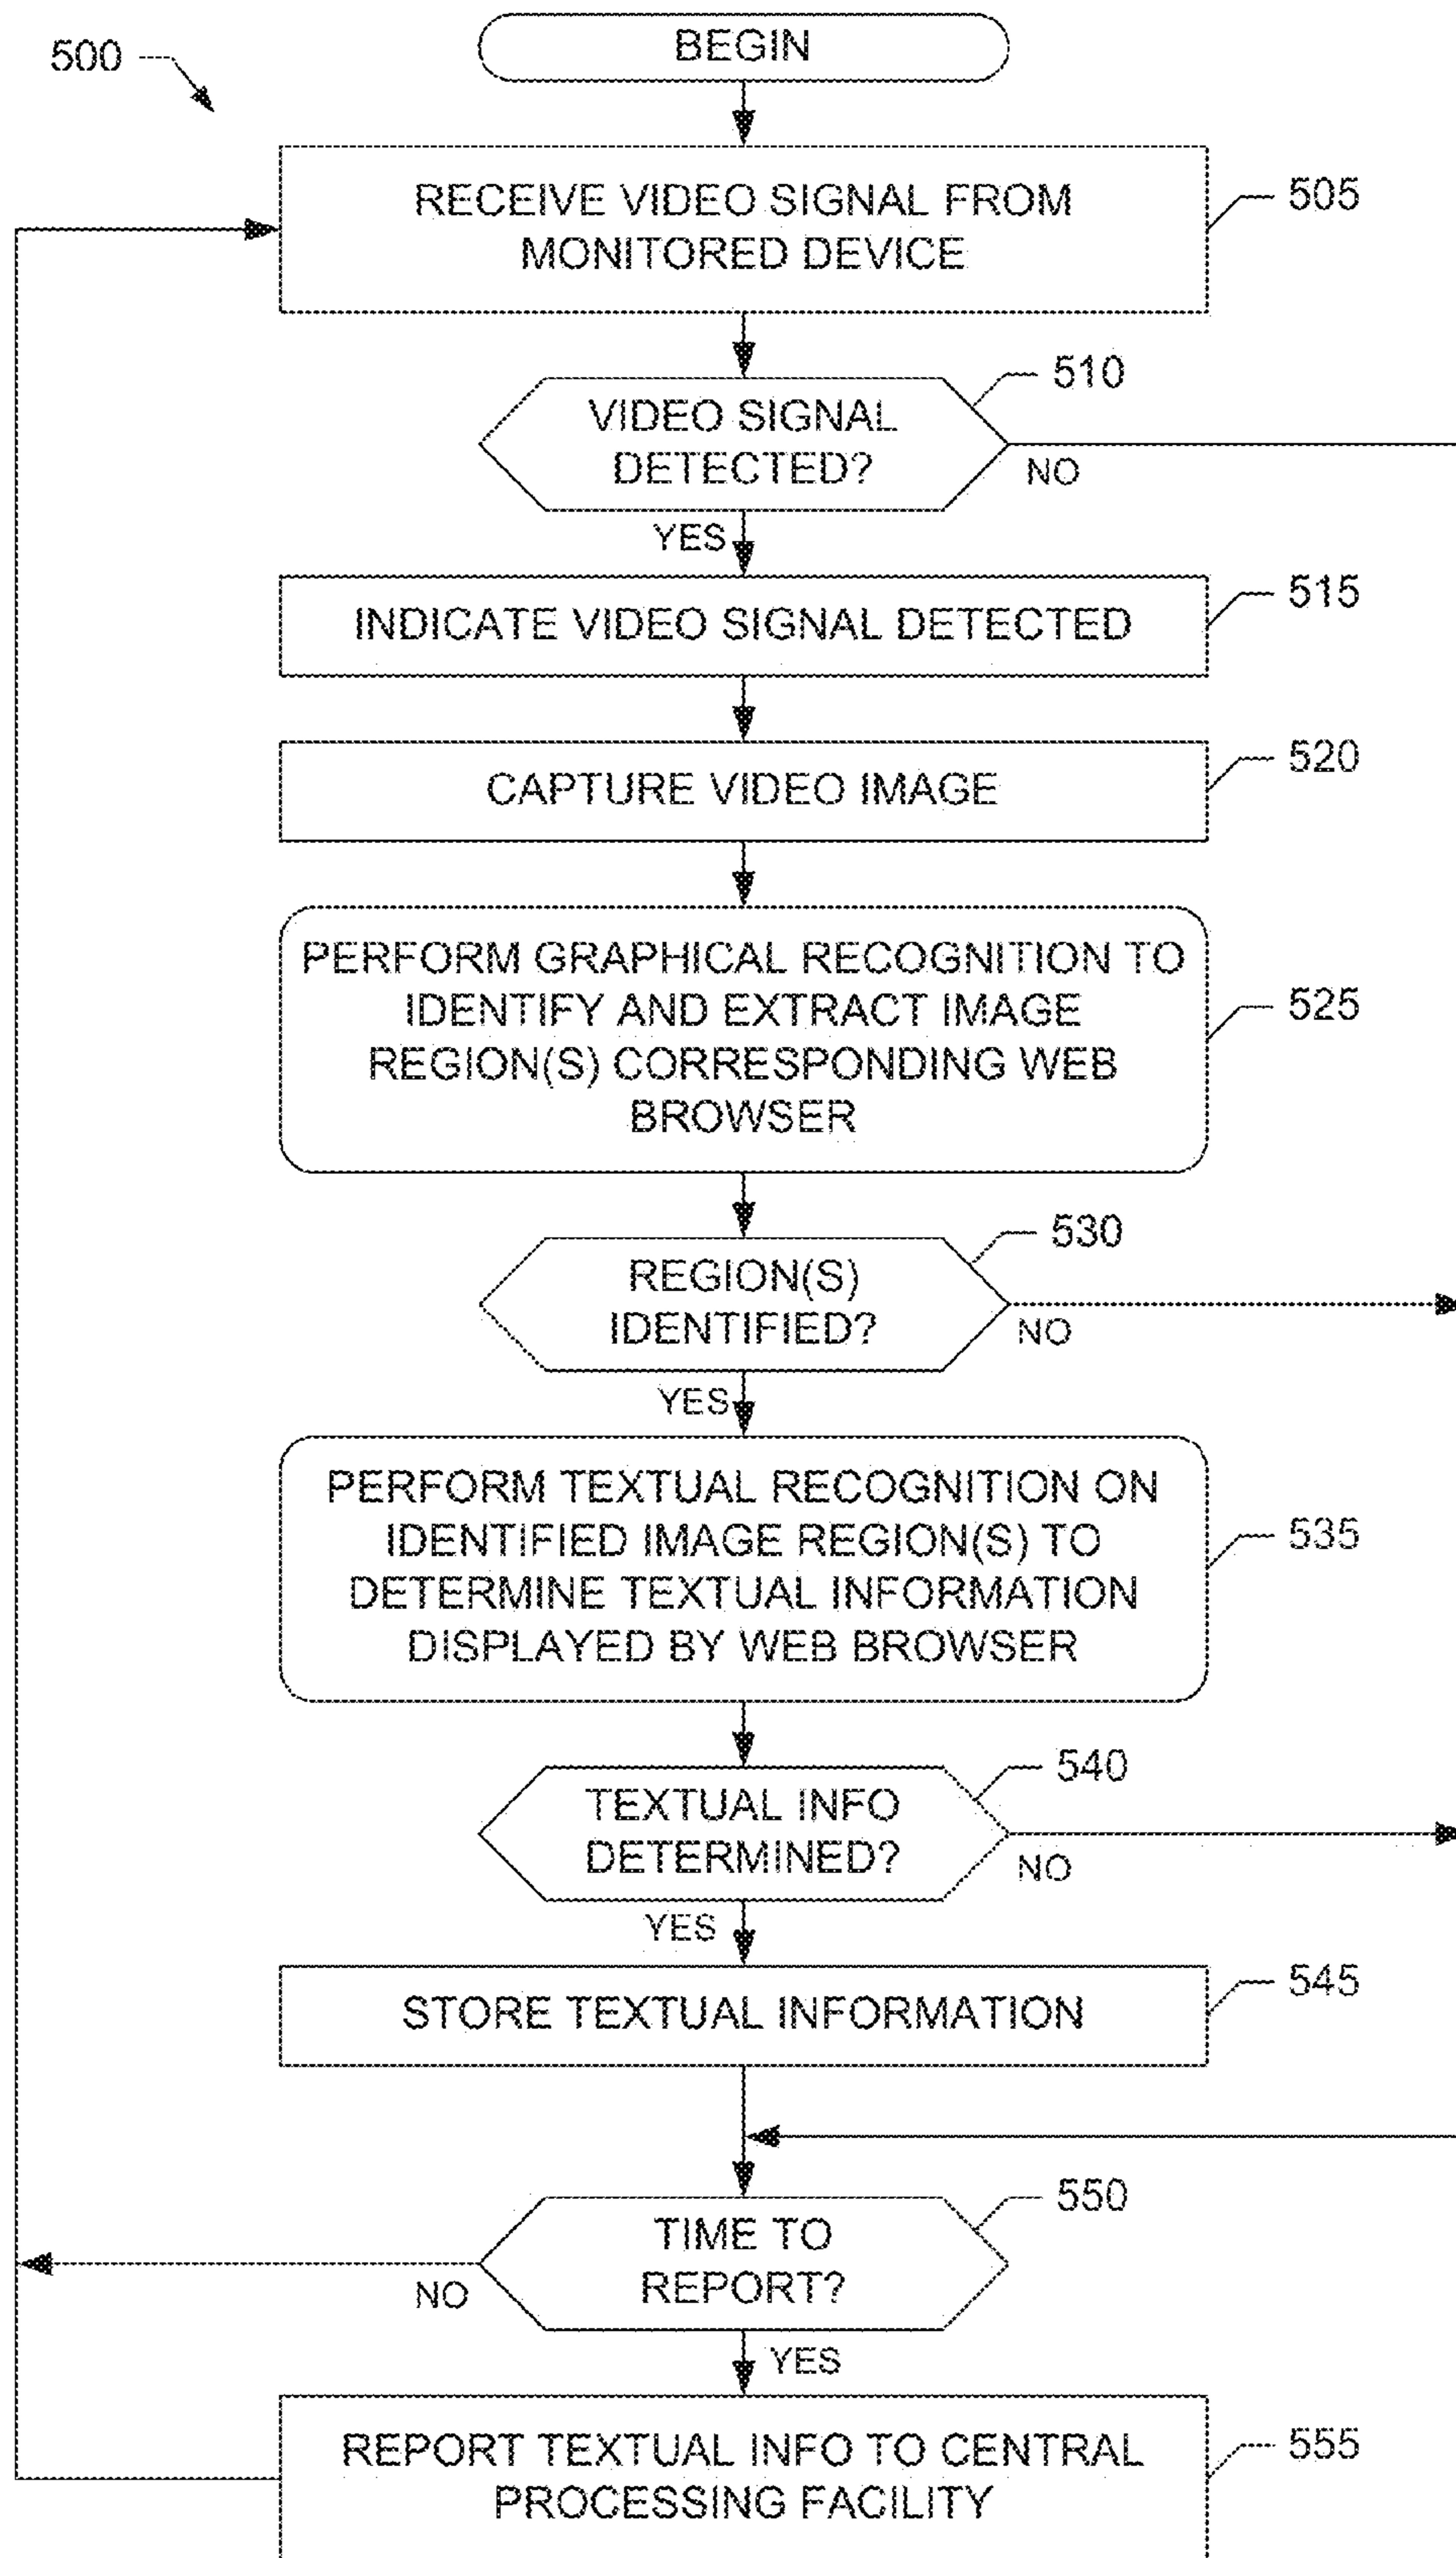 500
BEGIN
RECEIVE VIDEO SIGNAL FROM
MONITORED DEVICE
505
510
VIDEO SIGNAL
DETECTED?
NO
YES
INDICATE VIDEO SIGNAL DETECTED
515
CAPTURE VIDEO IMAGE
520
PERFORM GRAPHICAL RECOGNITION TO
IDENTIFY AND EXTRACT IMAGE
REGION(S) CORRESPONDING WEB
BROWSER
525
530
REGION(S)
IDENTIFIED?
NO
YES
PERFORM TEXTUAL RECOGNITION ON
IDENTIFIED IMAGE REGION(S) TO
DETERMINE TEXTUAL INFORMATION
DISPLAYED BY WEB BROWSER
535
540
TEXTUAL INFO
DETERMINED?
NO
YES
STORE TEXTUAL INFORMATION
545
550
TIME TO
REPORT?
NO
YES
REPORT TEXTUAL INFO TO CENTRAL
PROCESSING FACILITY
555